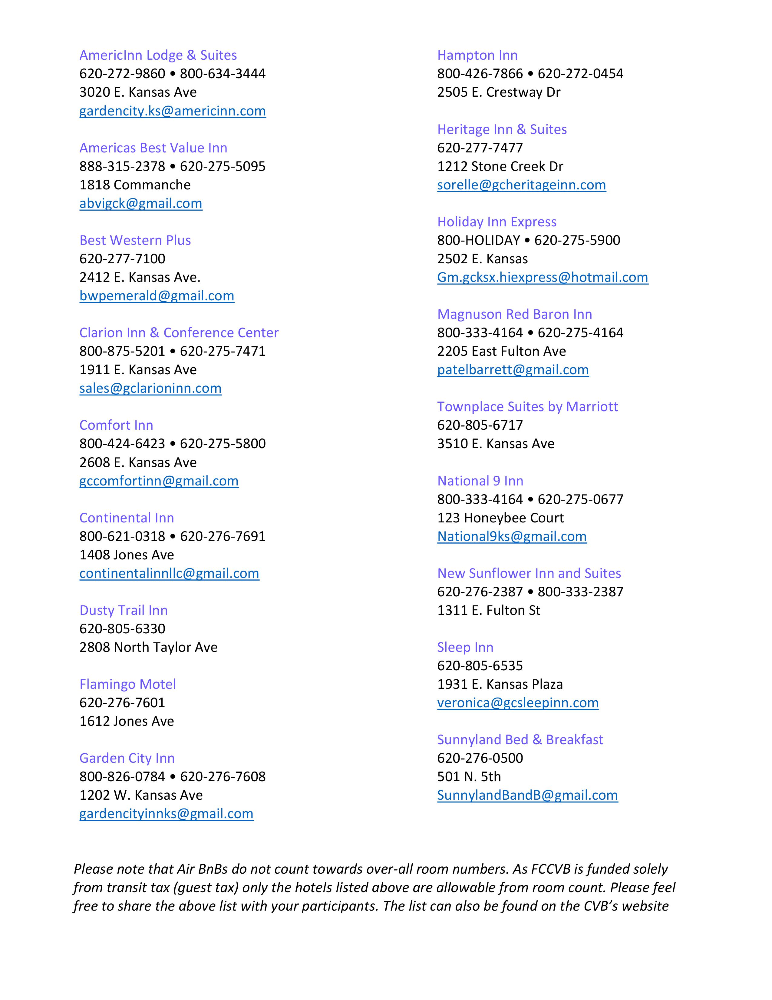 AmericInn Lodge & Suites
620-272-9860 • 800-634-3444
3020 E. Kansas Ave
gardencity.ks@americinn.com
Americas Best Value Inn
888-315-2378 • 620-275-5095
1818 Commanche
abvigck@gmail.com
Best Western Plus
620-277-7100
2412 E. Kansas Ave.
bwpemerald@gmail.com
Clarion Inn & Conference Center
800-875-5201 • 620-275-7471
1911 E. Kansas Ave
sales@gclarioninn.com
Comfort Inn
800-424-6423 • 620-275-5800
2608 E. Kansas Ave
gccomfortinn@gmail.com
Continental Inn
800-621-0318 • 620-276-7691
1408 Jones Ave
continentalinnllc@gmail.com
Dusty Trail Inn
620-805-6330
2808 North Taylor Ave
Flamingo Motel
620-276-7601
1612 Jones Ave
Garden City Inn
800-826-0784 • 620-276-7608
1202 W. Kansas Ave
gardencityinnks@gmail.com
Hampton Inn
800-426-7866 • 620-272-0454
2505 E. Crestway Dr
Heritage Inn & Suites
620-277-7477
1212 Stone Creek Dr
sorelle@gcheritageinn.com
Holiday Inn Express
800-HOLIDAY • 620-275-5900
2502 E. Kansas
Gm.gcksx.hiexpress@hotmail.com
Magnuson Red Baron Inn
800-333-4164 • 620-275-4164
2205 East Fulton Ave
patelbarrett@gmail.com
Townplace Suites by Marriott
620-805-6717
3510 E. Kansas Ave
National 9 Inn
800-333-4164 • 620-275-0677
123 Honeybee Court
National9ks@gmail.com
New Sunflower Inn and Suites
620-276-2387 • 800-333-2387
1311 E. Fulton St
Sleep Inn
620-805-6535
1931 E. Kansas Plaza
veronica@gcsleepinn.com
Sunnyland Bed & Breakfast
620-276-0500
501 N. 5th
SunnylandBandB@gmail.com
Please note that Air BnBs do not count towards over-all room numbers. As FCCVB is funded solely
from transit tax (guest tax) only the hotels listed above are allowable from room count. Please feel
free to share the above list with your participants. The list can also be found on the CVB’s website